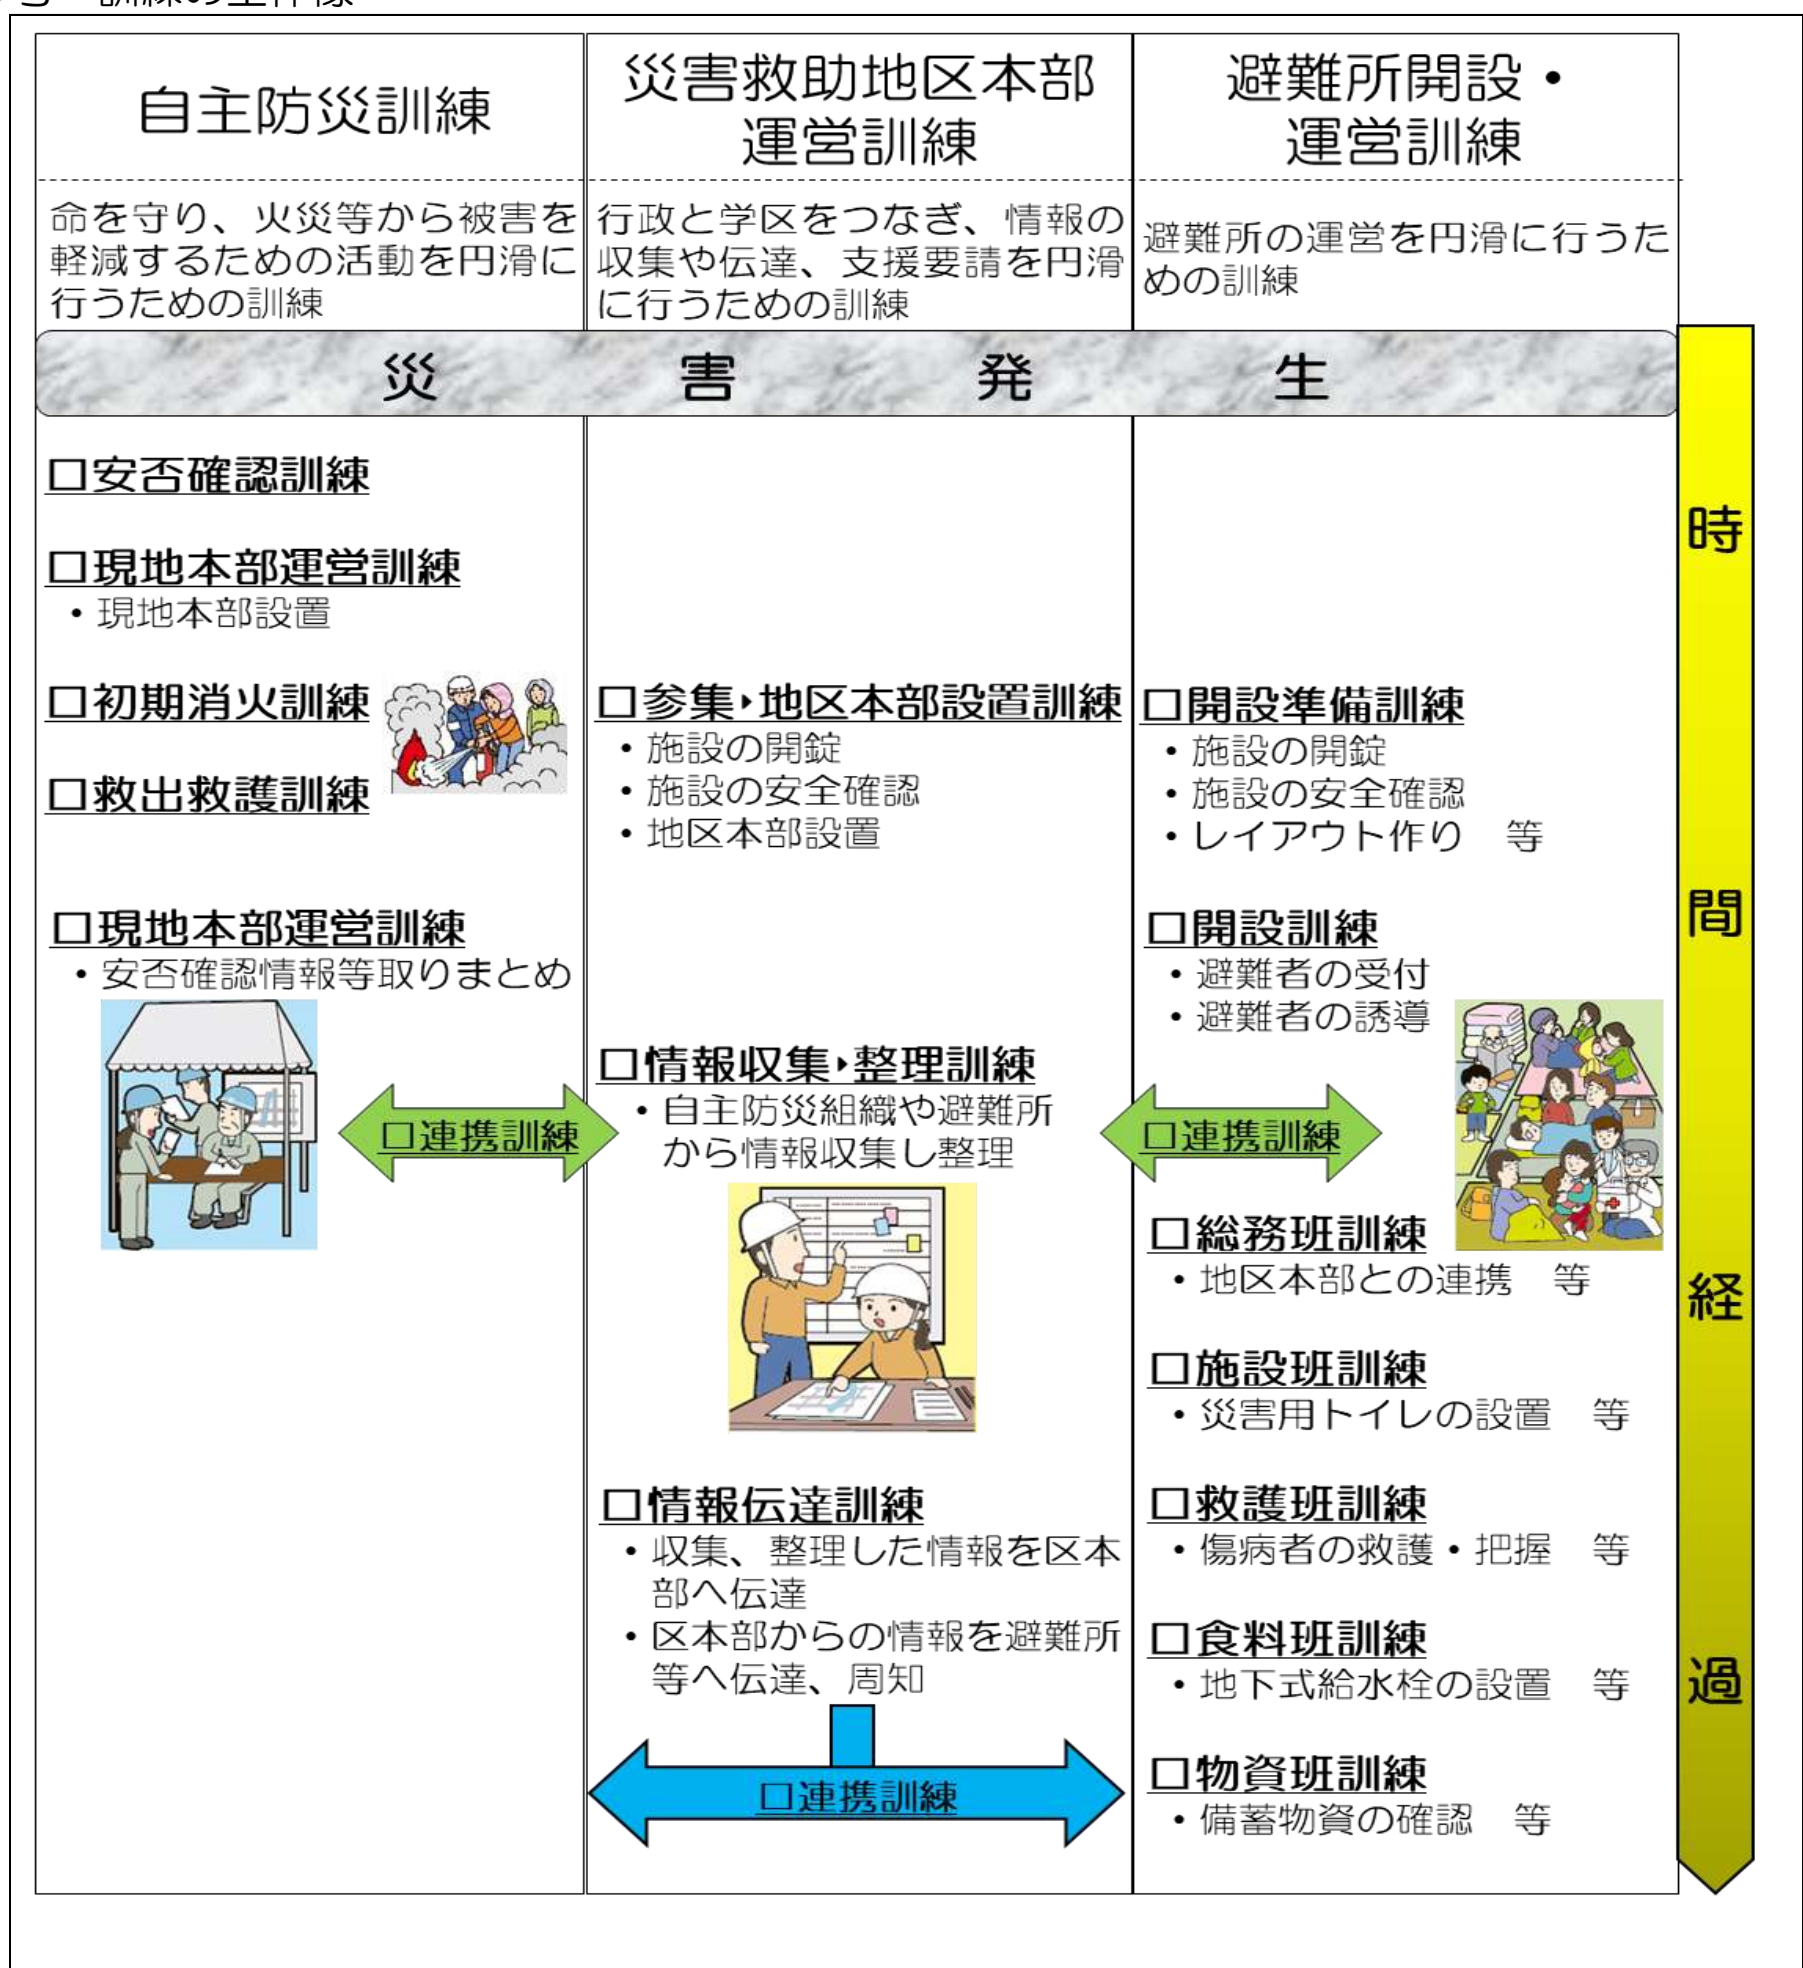 自主防災訓練
命を守り、火災等から被害を
軽減するための活動を円滑に
行うための訓練
災害救助地区本部
運営訓練
行政と学区をつなぎ、情報の
収集や伝達、支援要請を円滑
に行うための訓練
避難所開設・
運営訓練
避難所の運営を円滑に行うた
めの訓練
災 害 発 生
時 間 経 過
□安否確認訓練
□現地本部運営訓練
・現地本部設置
□初期消火訓練
□救出救護訓練
□現地本部運営訓練
・安否確認情報等取りまとめ
□連携訓練
□参集・地区本部設置訓練
・施設の開錠
・施設の安全確認
・地区本部設置
□情報収集・整理訓練
・自主防災組織や避難所
から情報収集し整理
□情報伝達訓練
・収集、整理した情報を区本
部へ伝達
・区本部からの情報を避難所
等へ伝達、周知
□連携訓練
□開設準備訓練
・施設の開錠
・施設の安全確認
・レイアウト作り　等
□開設訓練
・避難者の受付
・避難者の誘導
□連携訓練
□総務班訓練
・地区本部との連携　等
□施設班訓練
・災害用トイレの設置　等
□救護班訓練
・傷病者の救護・把握　等
□食料班訓練
・地下式給水栓の設置　等
□物資班訓練
・備蓄物資の確認　等